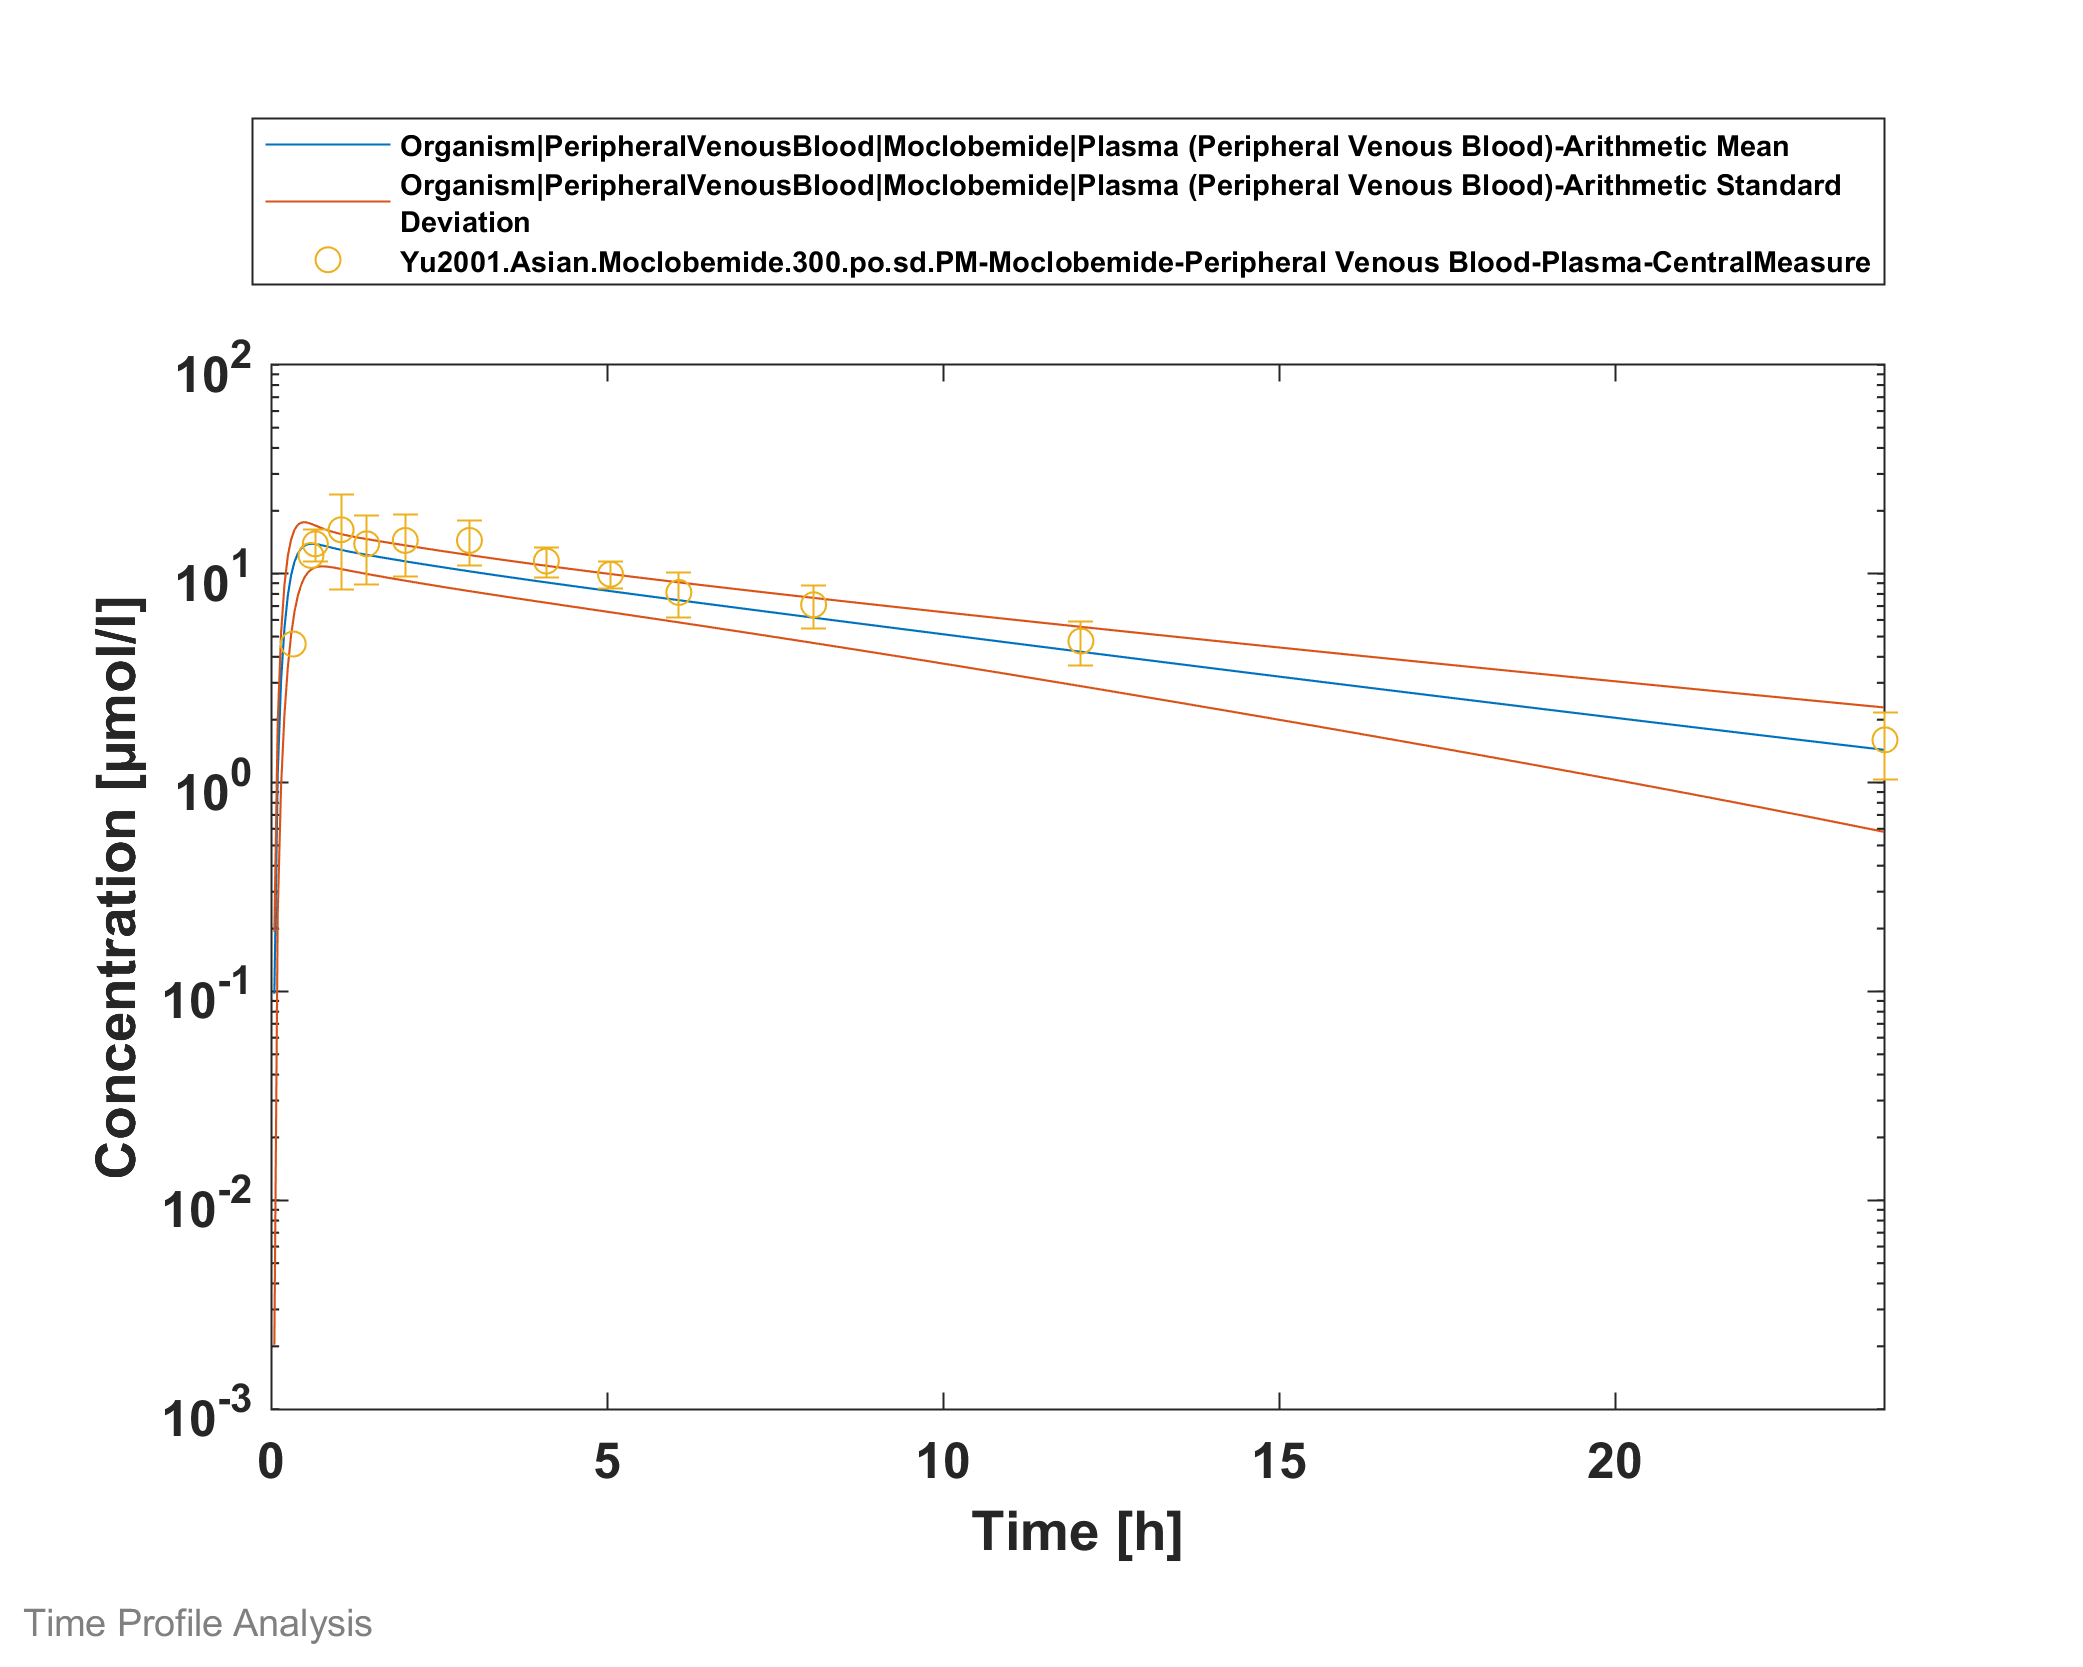 Organism|PeripheralVenousBlood|Moclobemide|Plasma (Peripheral Venous Blood)-Arithmetic Mean
Organism|PeripheralVenousBlood|Moclobemide|Plasma (Peripheral Venous Blood)-Arithmetic Standard
Deviation
Yu2001.Asian.Moclobemide.300.po.sd.PM-Moclobemide-Peripheral Venous Blood-Plasma-CentralMeasure
10^2
10^1
10^0
10^-1
10^-2
10^-3
Concentration [µmol/l]
0 5 10 15 20
Time [h]
Time Profile Analysis